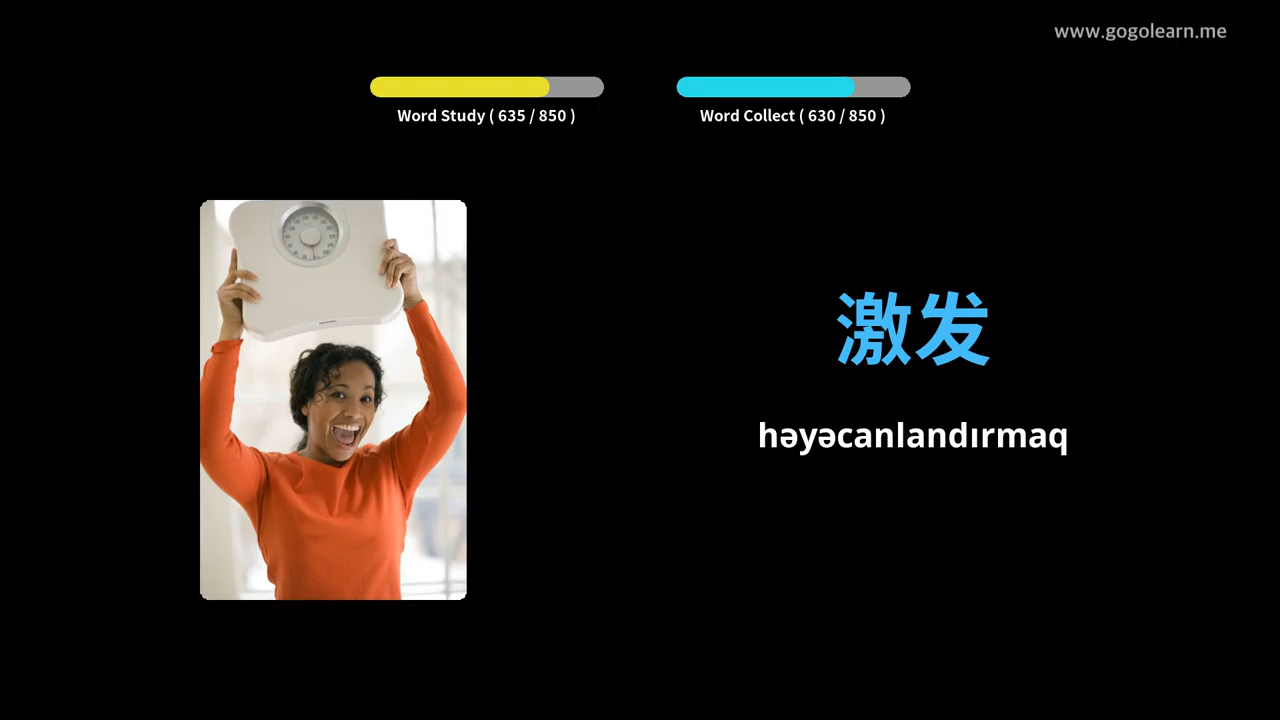 www.gogolearn.me
Word Study ( 635 / 850 )
Word Collect ( 630 / 850 )
激发
həyəcanlandırmaq